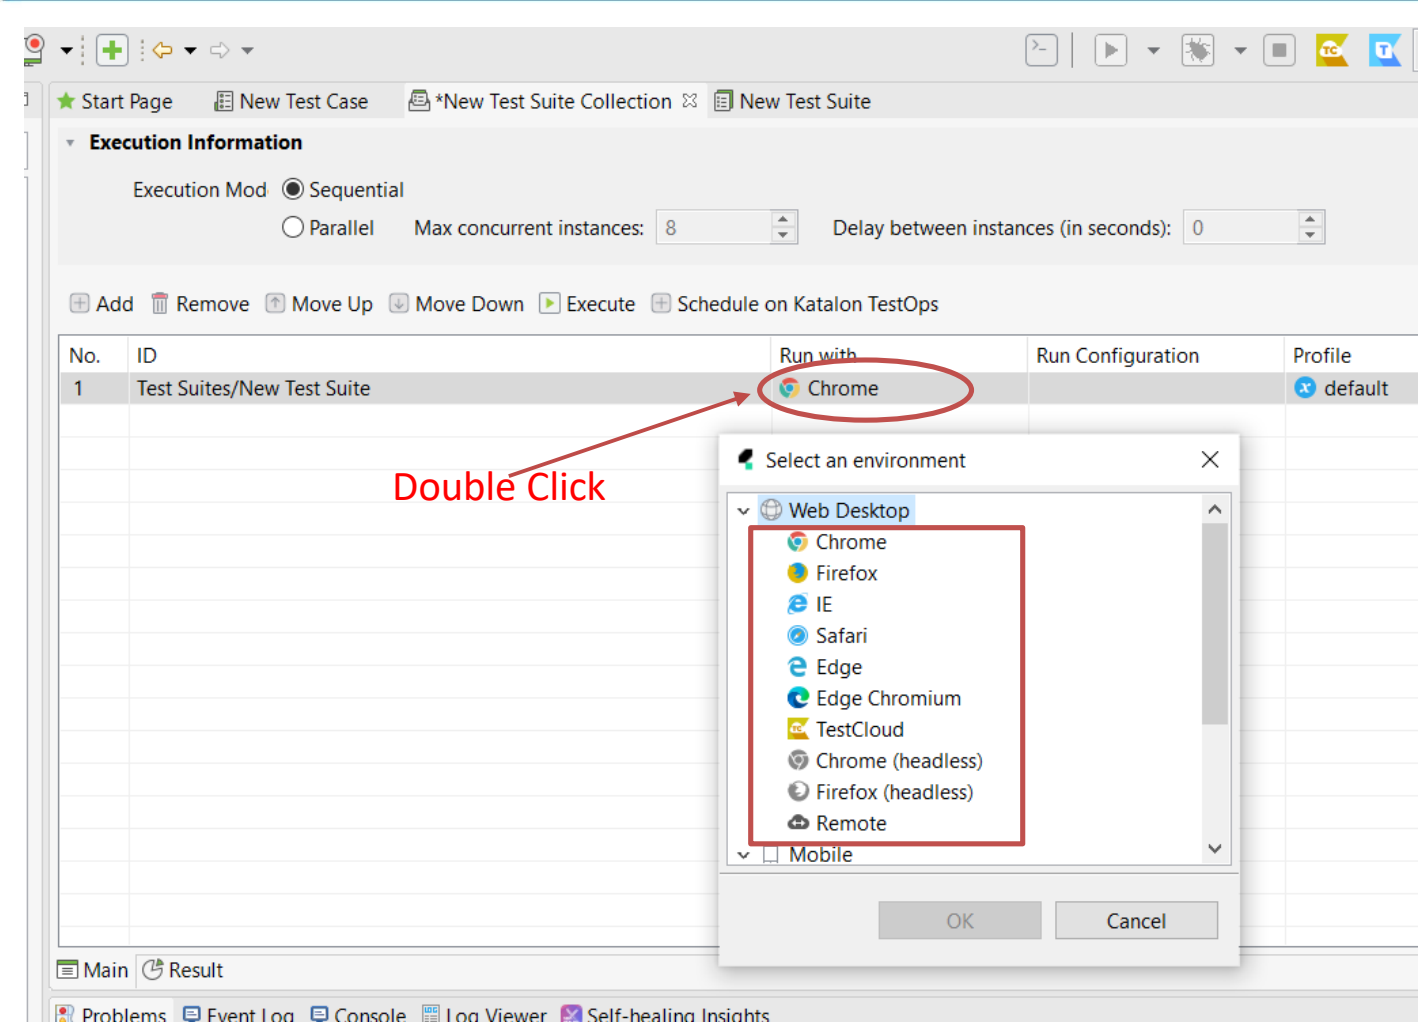 Start Page New Test Case *New Test Suite Collection New Test Suite
Execution Information
Execution Mod Sequential
Parallel Max concurrent instances: 8 Delay between instances (in seconds): 0
Add Remove Move Up Move Down Execute Schedule on Katalon TestOps
No. ID Run with Run Configuration Profile
1 Test Suites/New Test Suite Chrome default
Double Click
Select an environment
Web Desktop
Chrome
Firefox
IE
Safari
Edge
Edge Chromium
TestCloud
Chrome (headless)
Firefox (headless)
Remote
Mobile
OK Cancel
Main Result
Problems Event Log Console Log Viewer Self-healing Insights